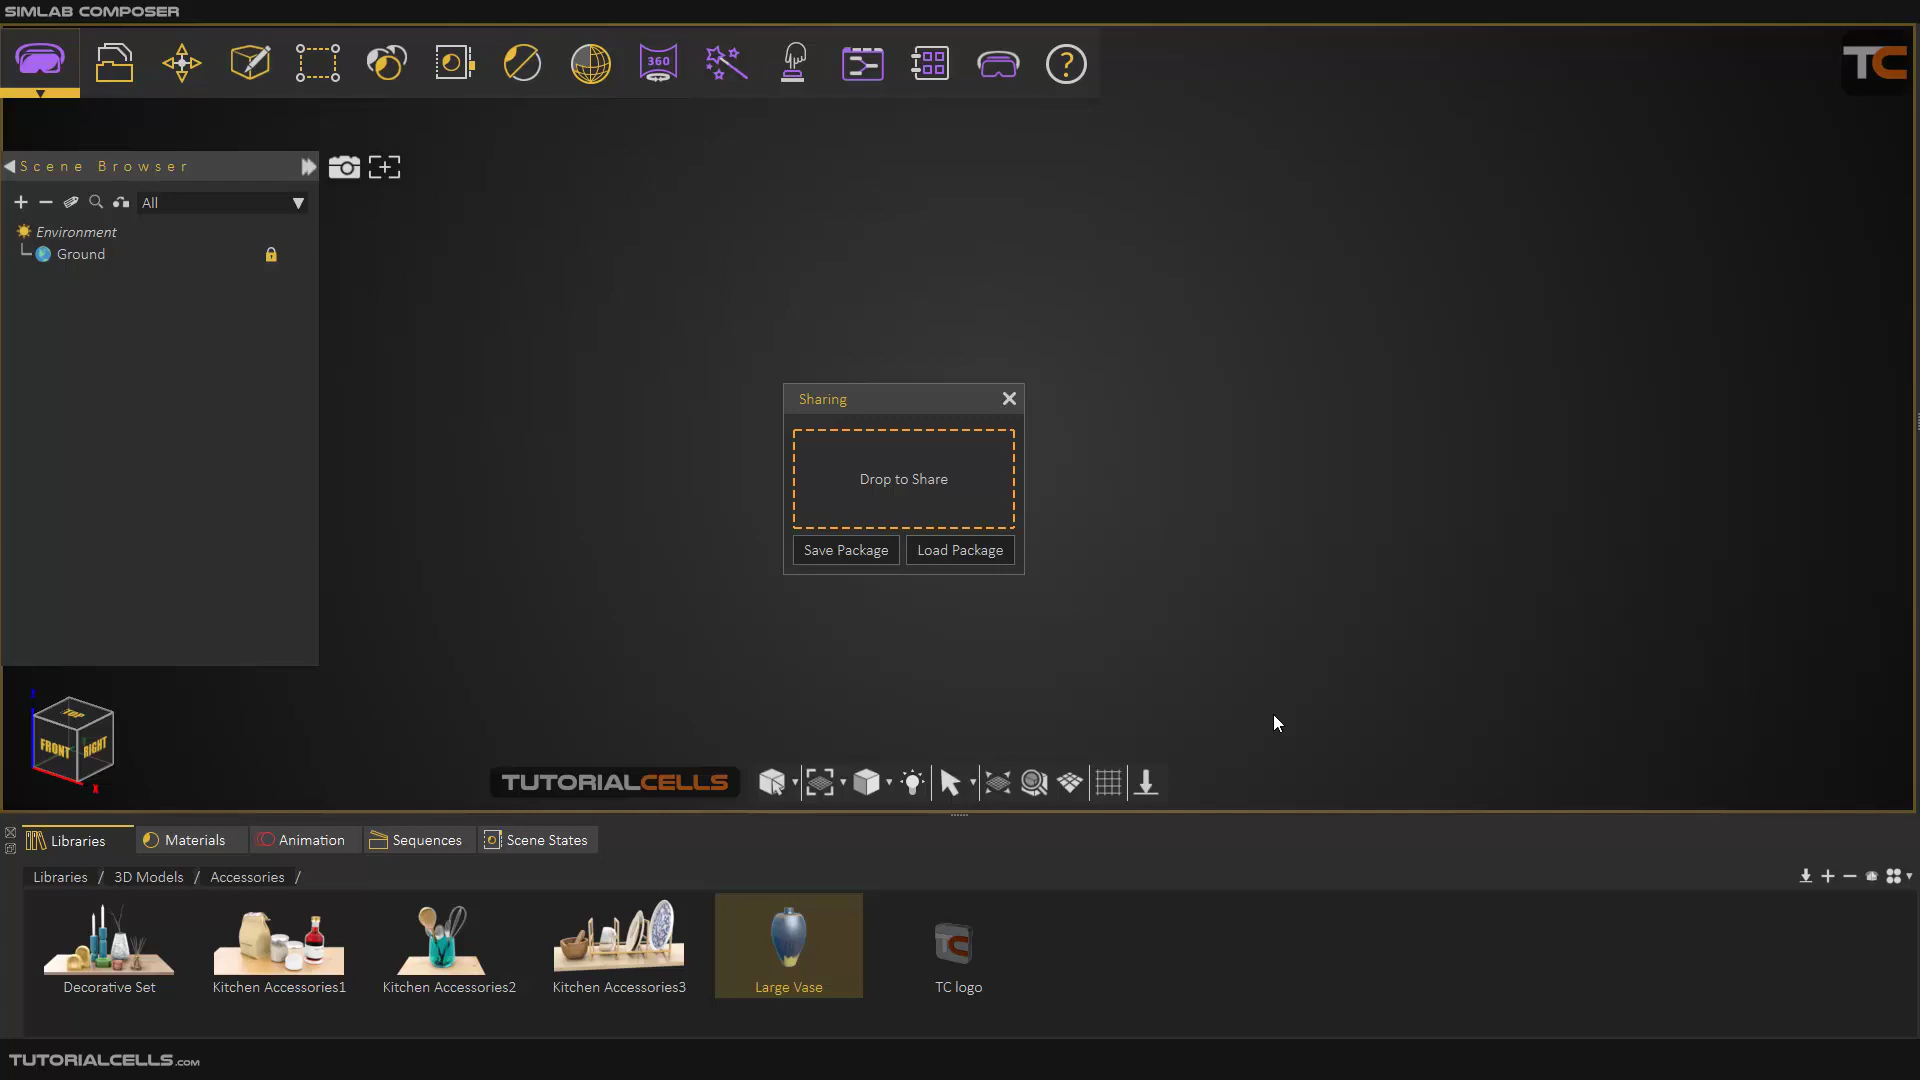 SIMLAB COMPOSER
360
?
TC
Scene Browser
All
Environment
Ground
Sharing
Drop to Share
Save Package
Load Package
TOP
FRONT
RIGHT
x
TUTORIALCELLS
Libraries
Materials
Animation
Sequences
Scene States
Libraries / 3D Models / Accessories /
TC
Decorative Set
Kitchen Accessories1
Kitchen Accessories2
Kitchen Accessories3
Large Vase
TC logo
TUTORIALCELLS.COM